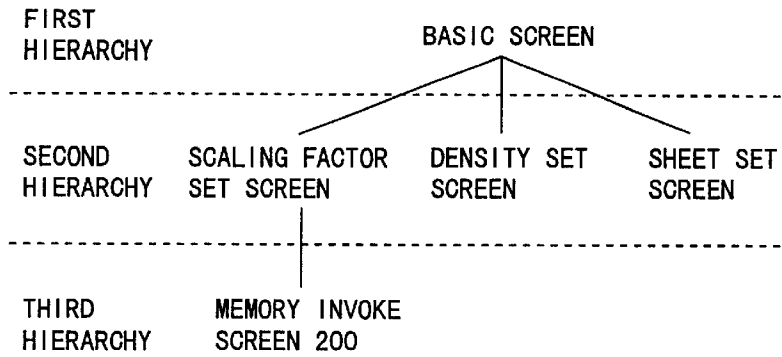 FIRST
HIERARCHY
BASIC SCREEN
SECOND
HIERARCHY
SCALING FACTOR
SET SCREEN
DENSITY SET
SCREEN
SHEET SET
SCREEN
THIRD
HIERARCHY
MEMORY INVOKE
SCREEN 200